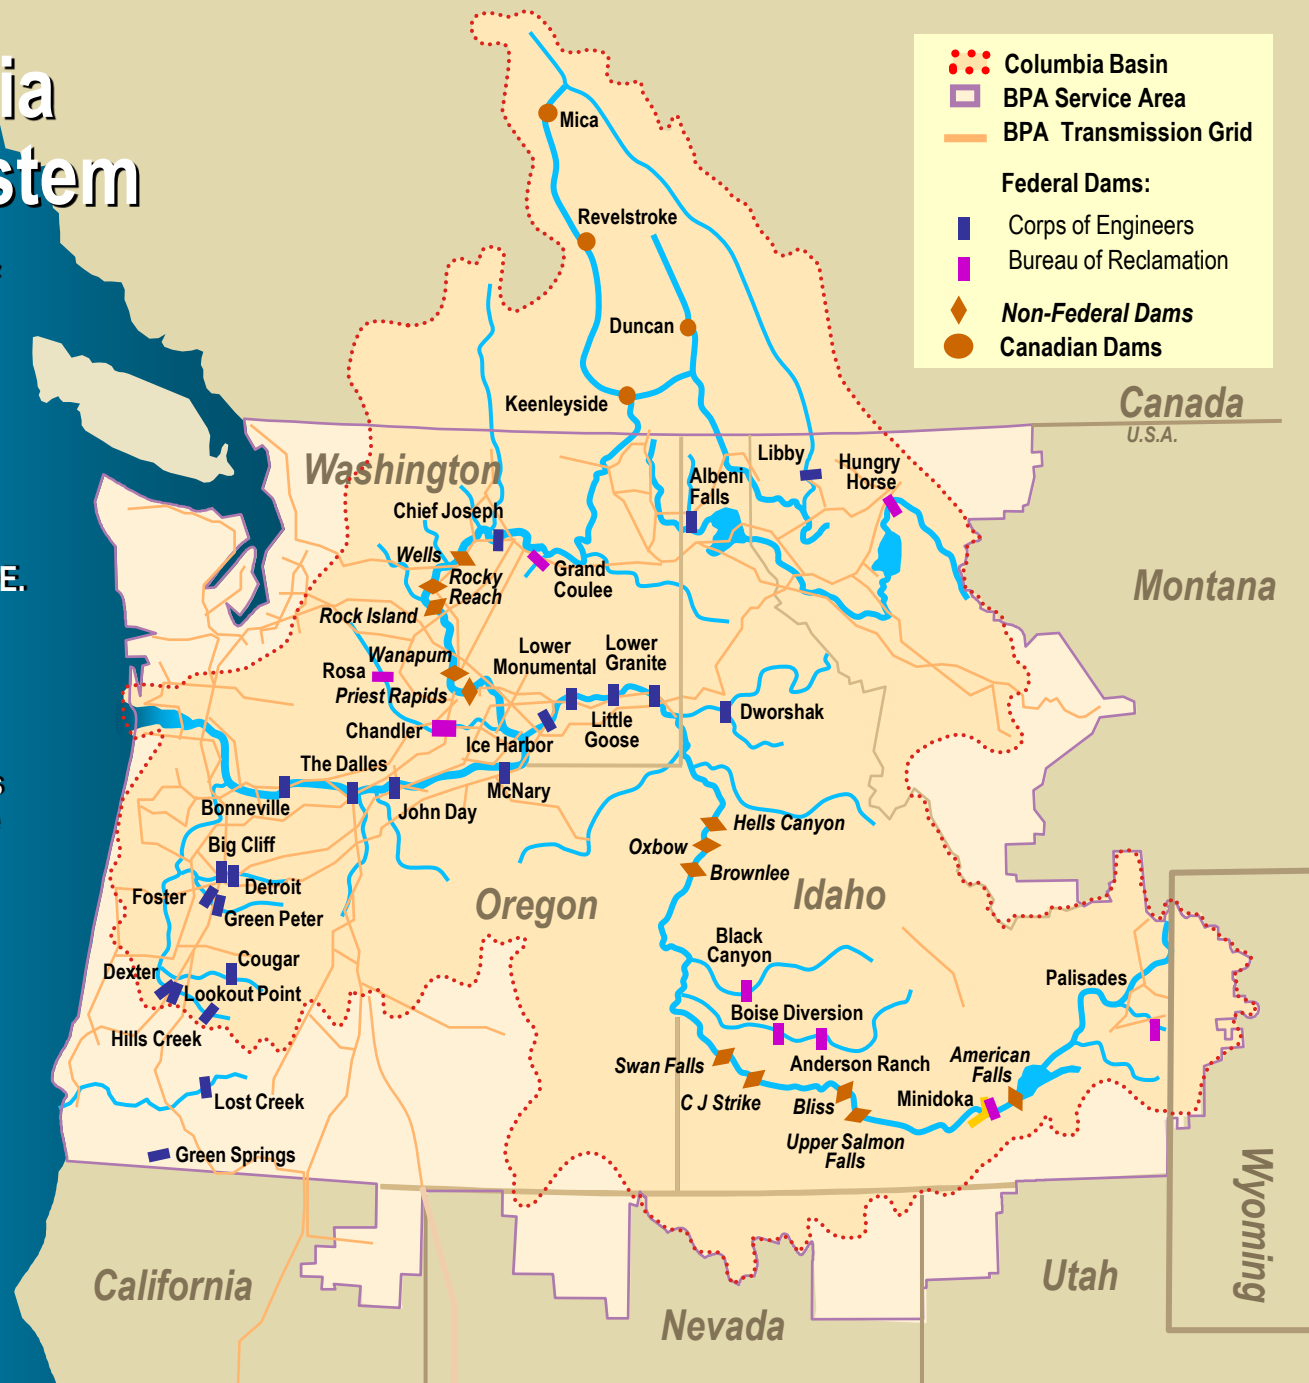 ia
stem
E.
Columbia Basin
BPA Service Area
BPA Transmission Grid
Federal Dams:
Corps of Engineers
Bureau of Reclamation
Non-Federal Dams
Canadian Dams
Mica
Revelstroke
Duncan
Keenleyside
Canada
U.S.A.
Washington
Libby
Hungry
Horse
Albeni
Falls
Chief Joseph
Wells
Grand
Coulee
Rocky
Reach
Rock Island
Montana
Lower
Monumental
Lower
Granite
Wanapum
Rosa
Priest Rapids
Little
Goose
Dworshak
Chandler
Ice Harbor
The Dalles
McNary
Bonneville
John Day
Hells Canyon
Oxbow
Brownlee
Big Cliff
Detroit
Foster
Green Peter
Oregon
Idaho
Black
Canyon
Cougar
Dexter
Lookout Point
Palisades
Boise Diversion
Hills Creek
Anderson Ranch
American
Falls
Swan Falls
C J Strike
Bliss
Minidoka
Lost Creek
Upper Salmon
Falls
Green Springs
Wyoming
California
Nevada
Utah